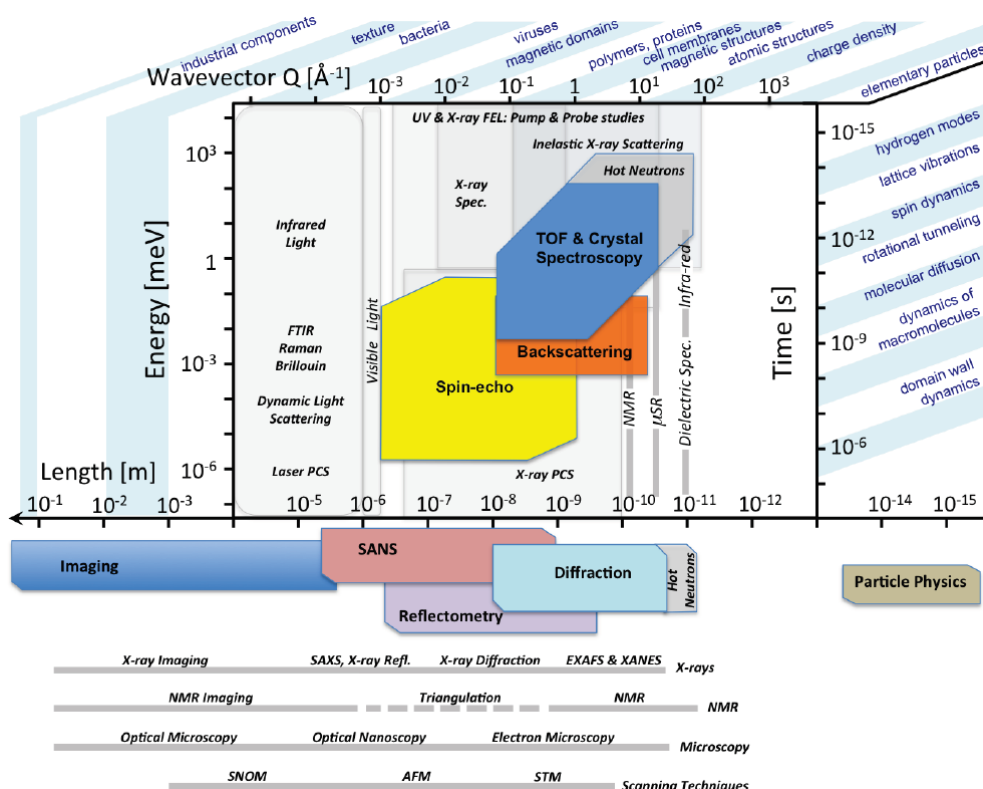 industrial components
texture
bacteria
viruses
magnetic domains
polymers, proteins
cell membranes
magnetic structures
atomic structures
charge density
elementary particles
Wavevector Q [Å-1]
10-3 10-2 10-1 1 10 102 103
UV & X-ray FEL: Pump & Probe studies
Inelastic X-ray Scattering
Hot Neutrons
X-ray
Spec.
TOF & Crystal
Spectroscopy
Infrared
Light
Visible Light
FTIR
Raman
Brillouin
Dynamic Light
Scattering
Laser PCS
Spin-echo
Backscattering
X-ray PCS
NMR
μSR
Dielectric Spec.
Infra-red
Energy [meV]
103
1
10-3
10-6
Time [s]
10-15
10-12
10-9
10-6
hydrogen modes
lattice vibrations
spin dynamics
rotational tunneling
molecular diffusion
dynamics of
macromolecules
domain wall
dynamics
Length [m]
10-1 10-2 10-3 10-5 10-6 10-7 10-8 10-9 10-10 10-11 10-12 10-14 10-15
Imaging
SANS
Reflectometry
Diffraction
Hot
Neutrons
Particle Physics
X-ray Imaging SAXS, X-ray Refl. X-ray Diffraction EXAFS & XANES X-rays
NMR Imaging Triangulation NMR NMR
Optical Microscopy Optical Nanoscopy Electron Microscopy Microscopy
SNOM AFM STM Scanning Techniques